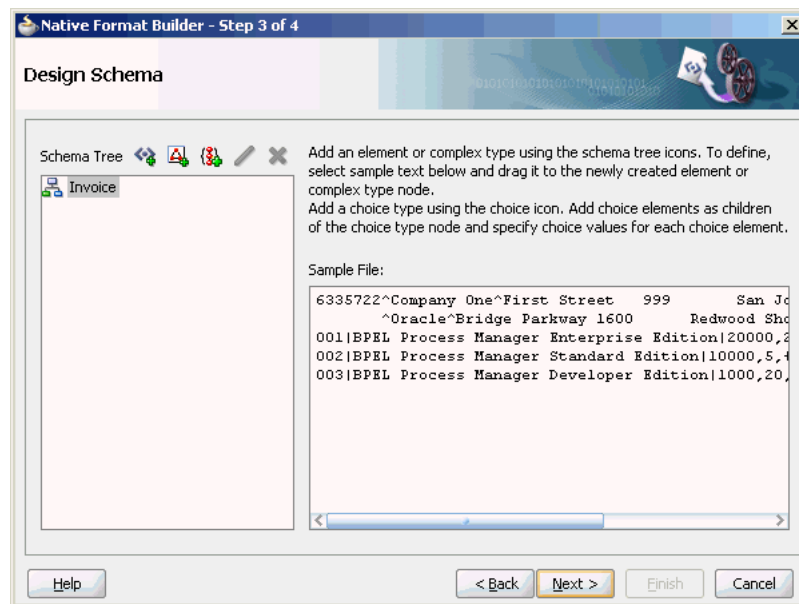 Native Format Builder - Step 3 of 4
Design Schema
Schema Tree
Invoice
Add an element or complex type using the schema tree icons. To define,
select sample text below and drag it to the newly created element or
complex type node.
Add a choice type using the choice icon. Add choice elements as children
of the choice type node and specify choice values for each choice element.
Sample File:
6335722^Company One^First Street 999 San Jo
^Oracle^Bridge Parkway 1600 Redwood Sho
001|BPEL Process Manager Enterprise Edition|20000,2
002|BPEL Process Manager Standard Edition|10000,5,+
003|BPEL Process Manager Developer Edition|1000,20,
Help
< Back
Next >
Finish
Cancel